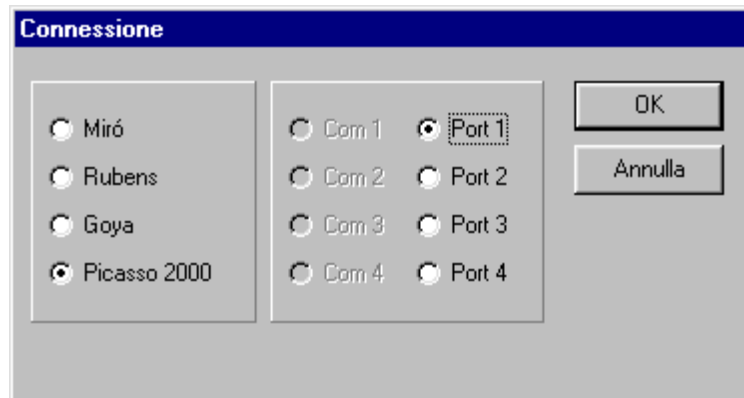 Connessione
Miró
Rubens
Goya
Picasso 2000
Com 1
Com 2
Com 3
Com 4
Port 1
Port 2
Port 3
Port 4
OK
Annulla